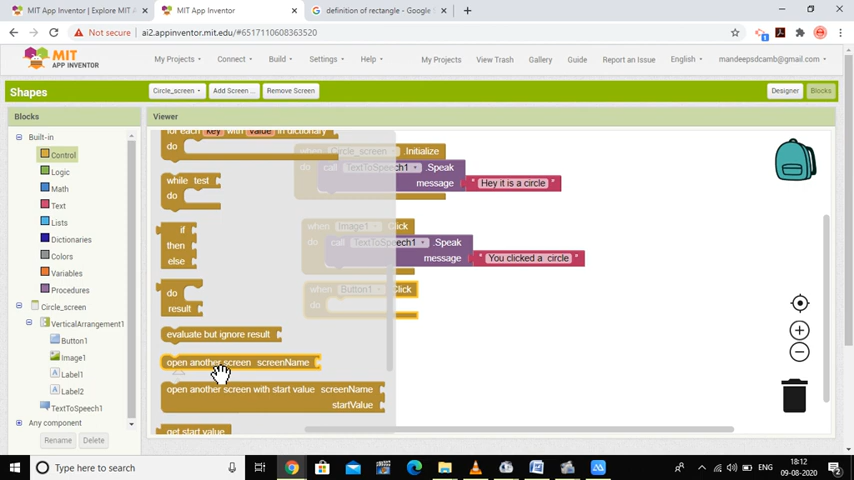 MIT App Inventor | Explore MIT A
MIT App Inventor
definition of rectangle - Google S
Not secure | ai2.appinventor.mit.edu/#6517110608363520
MIT
APP INVENTOR
My Projects
Connect
Build
Settings
Help
My Projects
View Trash
Gallery
Guide
Report an Issue
English
mandeepsdcamb@gmail.com
Shapes
Circle_screen
Add Screen ...
Remove Screen
Designer
Blocks
Blocks
Viewer
Built-in
Control
Logic
Math
Text
Lists
Dictionaries
Colors
Variables
Procedures
Circle_screen
VerticalArrangement1
Button1
Image1
Label1
Label2
TextToSpeech1
Any component
Rename
Delete
for each key with value in dictionary
do
while test
do
if
then
else
do
result
evaluate but ignore result
open another screen screenName
open another screen with start value screenName
startValue
get start value
when Circle_screen .Initialize
do call TextToSpeech1 .Speak
message " Hey it is a circle "
when Image1 .Click
do call TextToSpeech1 .Speak
message " You clicked a circle "
when Button1 .Click
do
Type here to search
ENG
18:12
09-08-2020
2